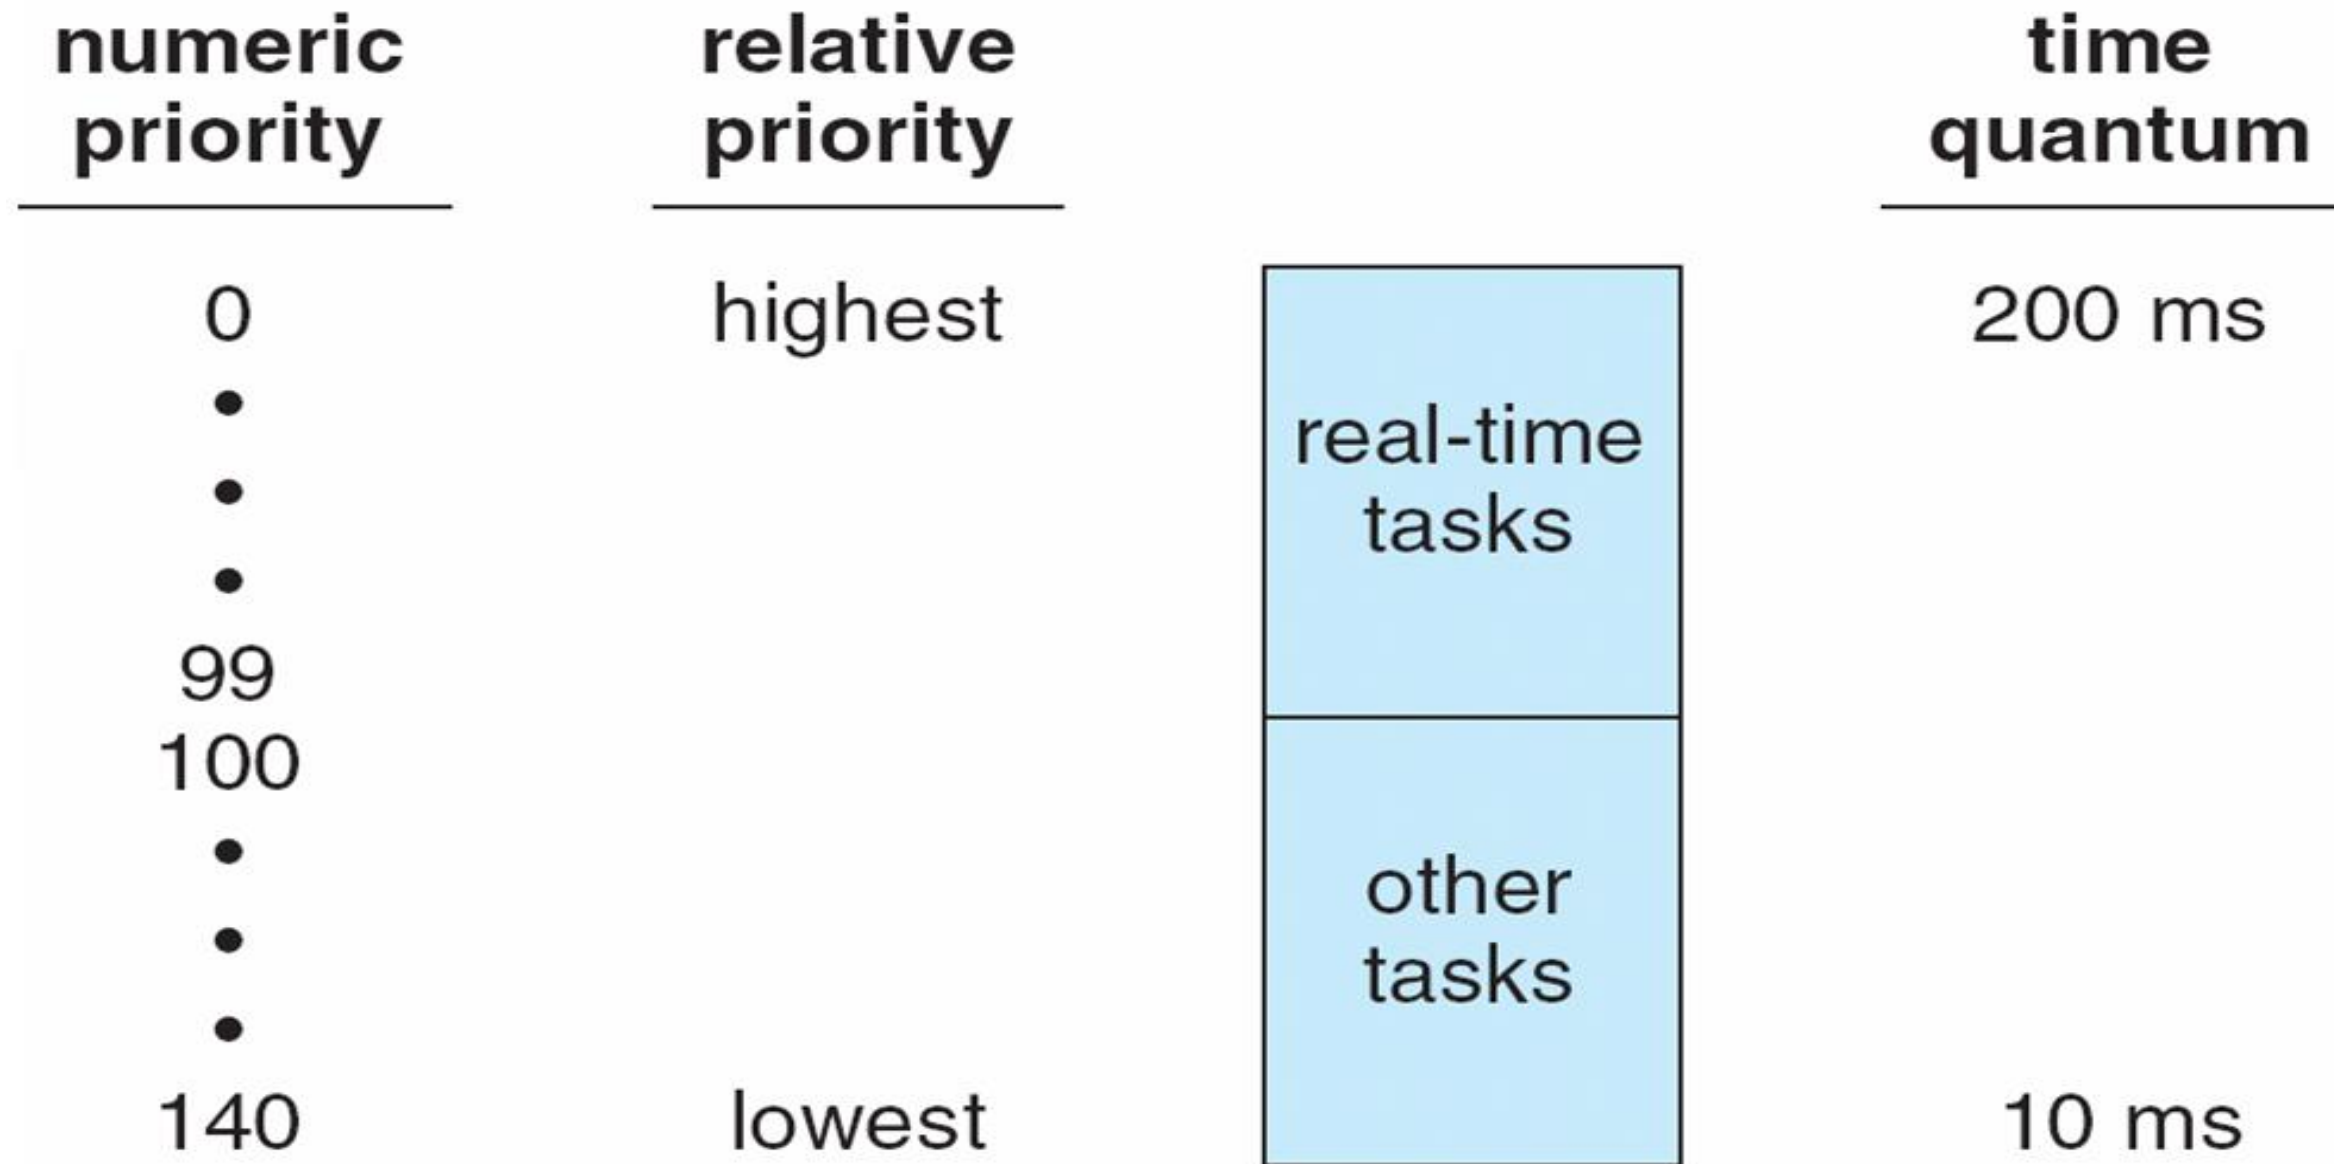 numeric
priority
relative
priority
time
quantum
0
highest
200 ms
real-time
tasks
99
100
other
tasks
140
lowest
10 ms